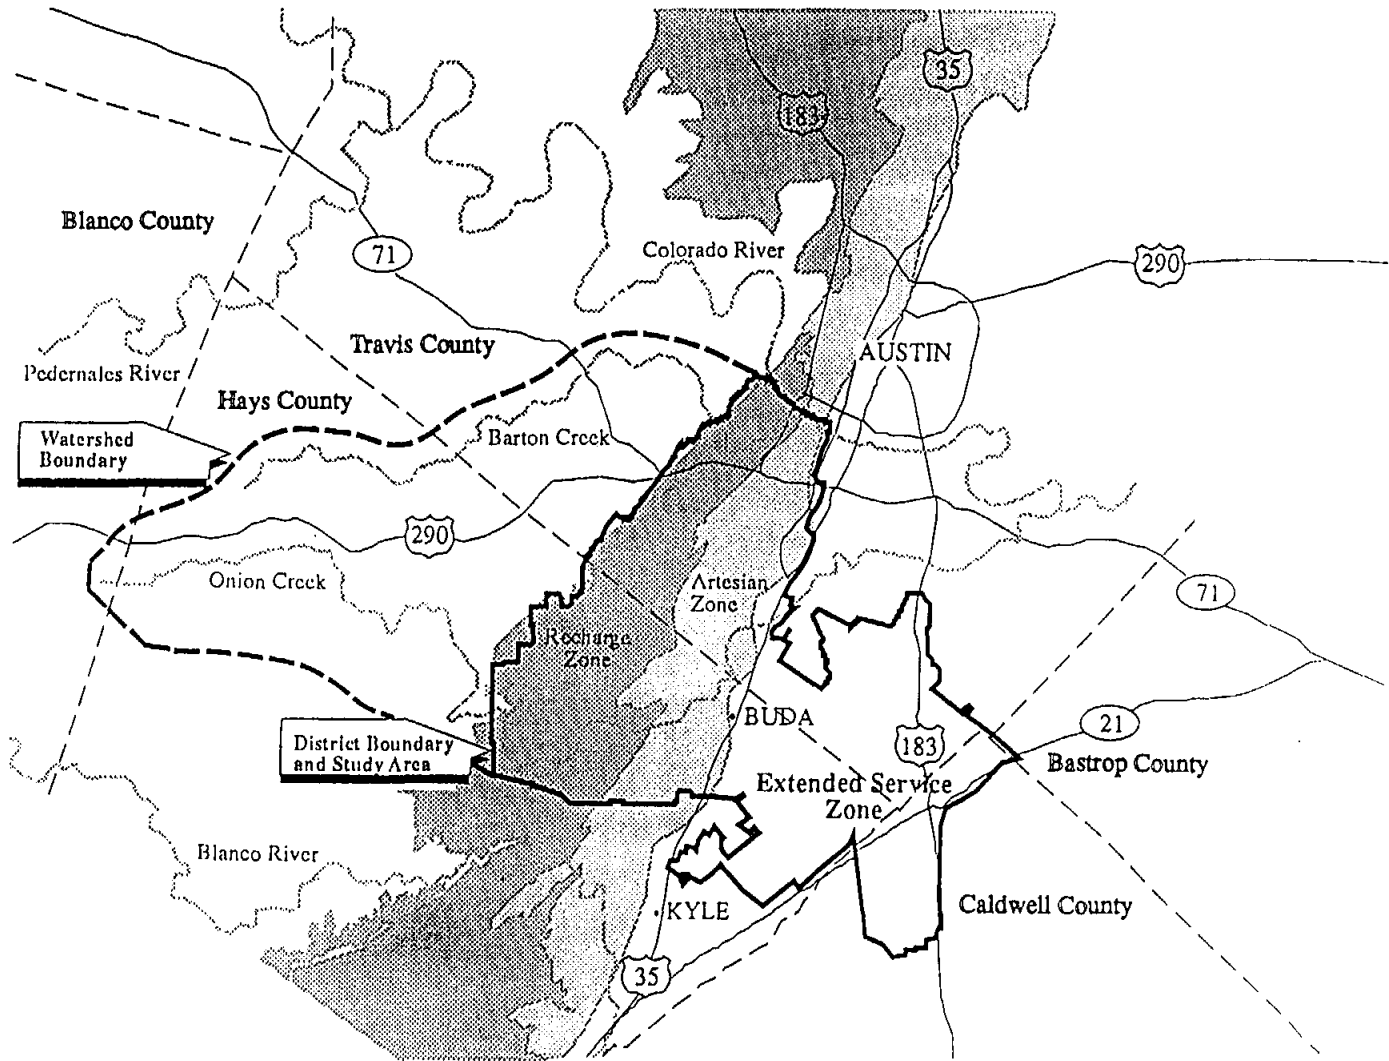 35
183
Blanco County
71
Colorado River
290
Travis County
AUSTIN
Pedernales River
Hays County
Watershed
Boundary
Barton Creek
290
Onion Creek
Artesian
Zone
71
Recharge
Zone
BUDA
21
District Boundary
and Study Area
183
Bastrop County
Extended Service
Zone
Blanco River
KYLE
Caldwell County
35